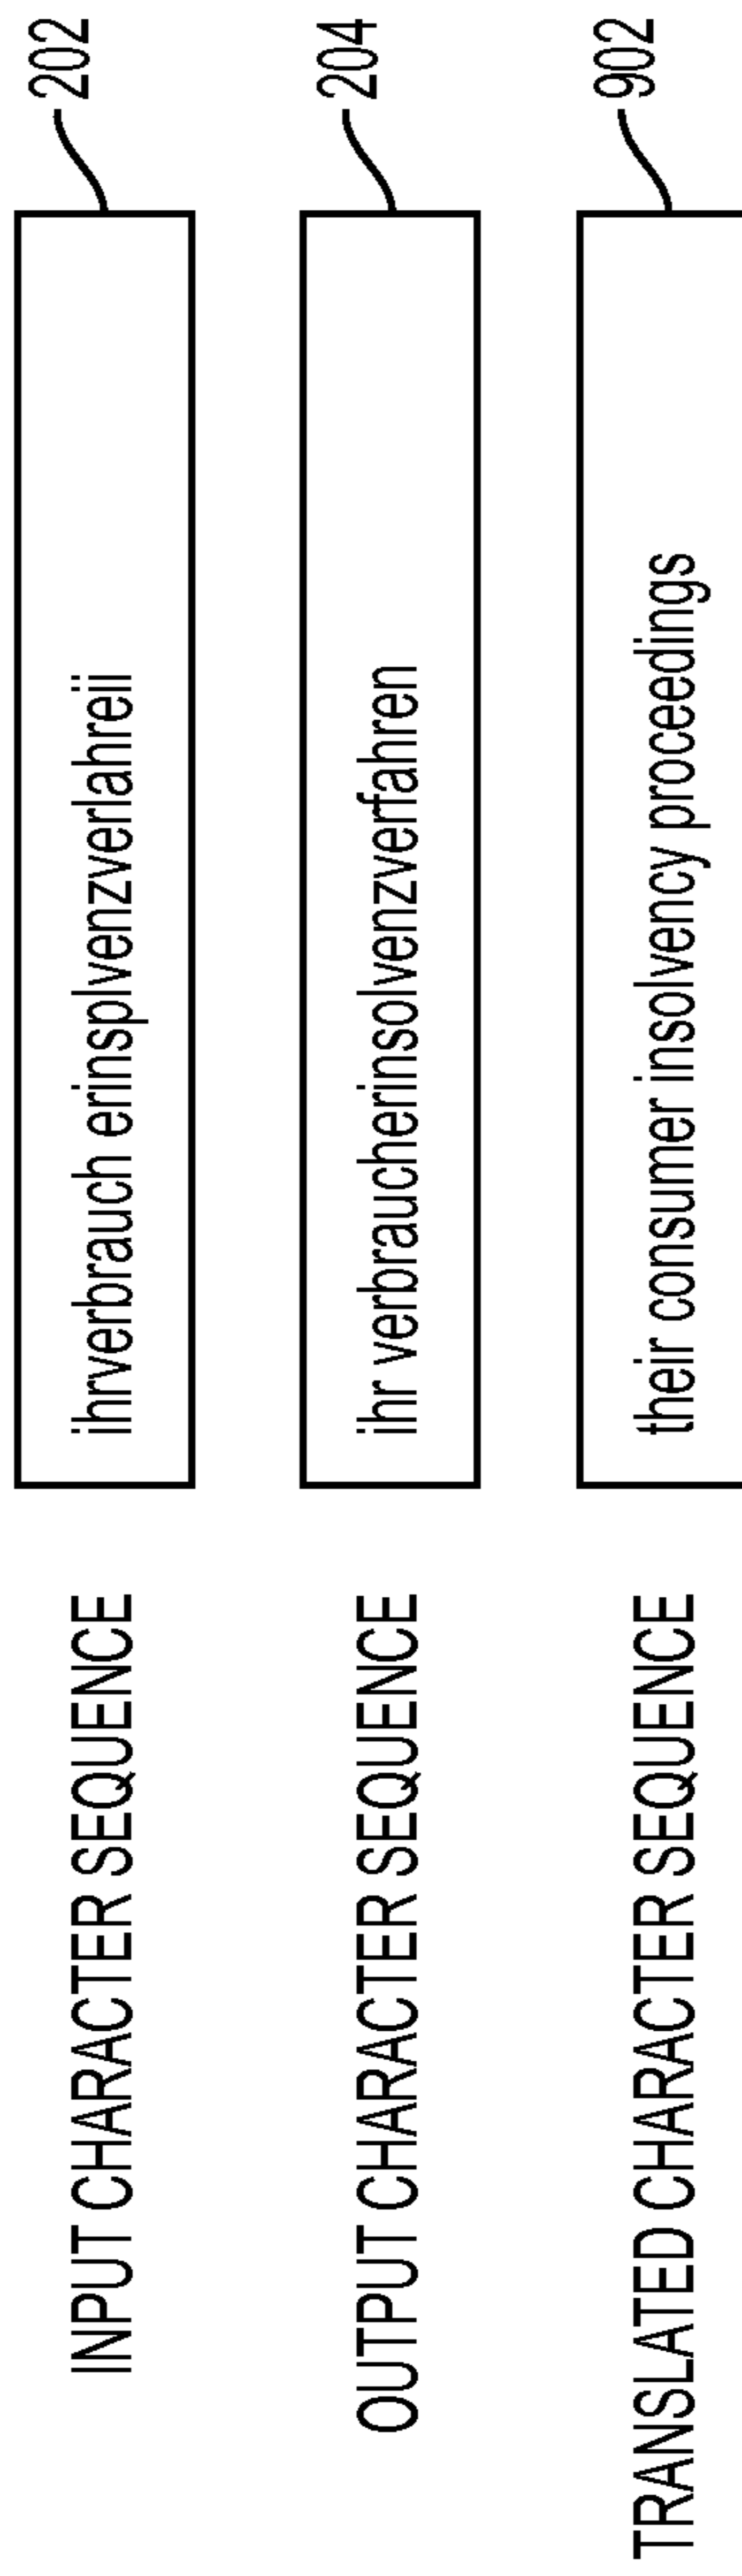 INPUT CHARACTER SEQUENCE ihrverbrauch erinsplvenzverlahreii 202
OUTPUT CHARACTER SEQUENCE ihr verbraucherinsolvenzverfahren 204
TRANSLATED CHARACTER SEQUENCE their consumer insolvency proceedings 902